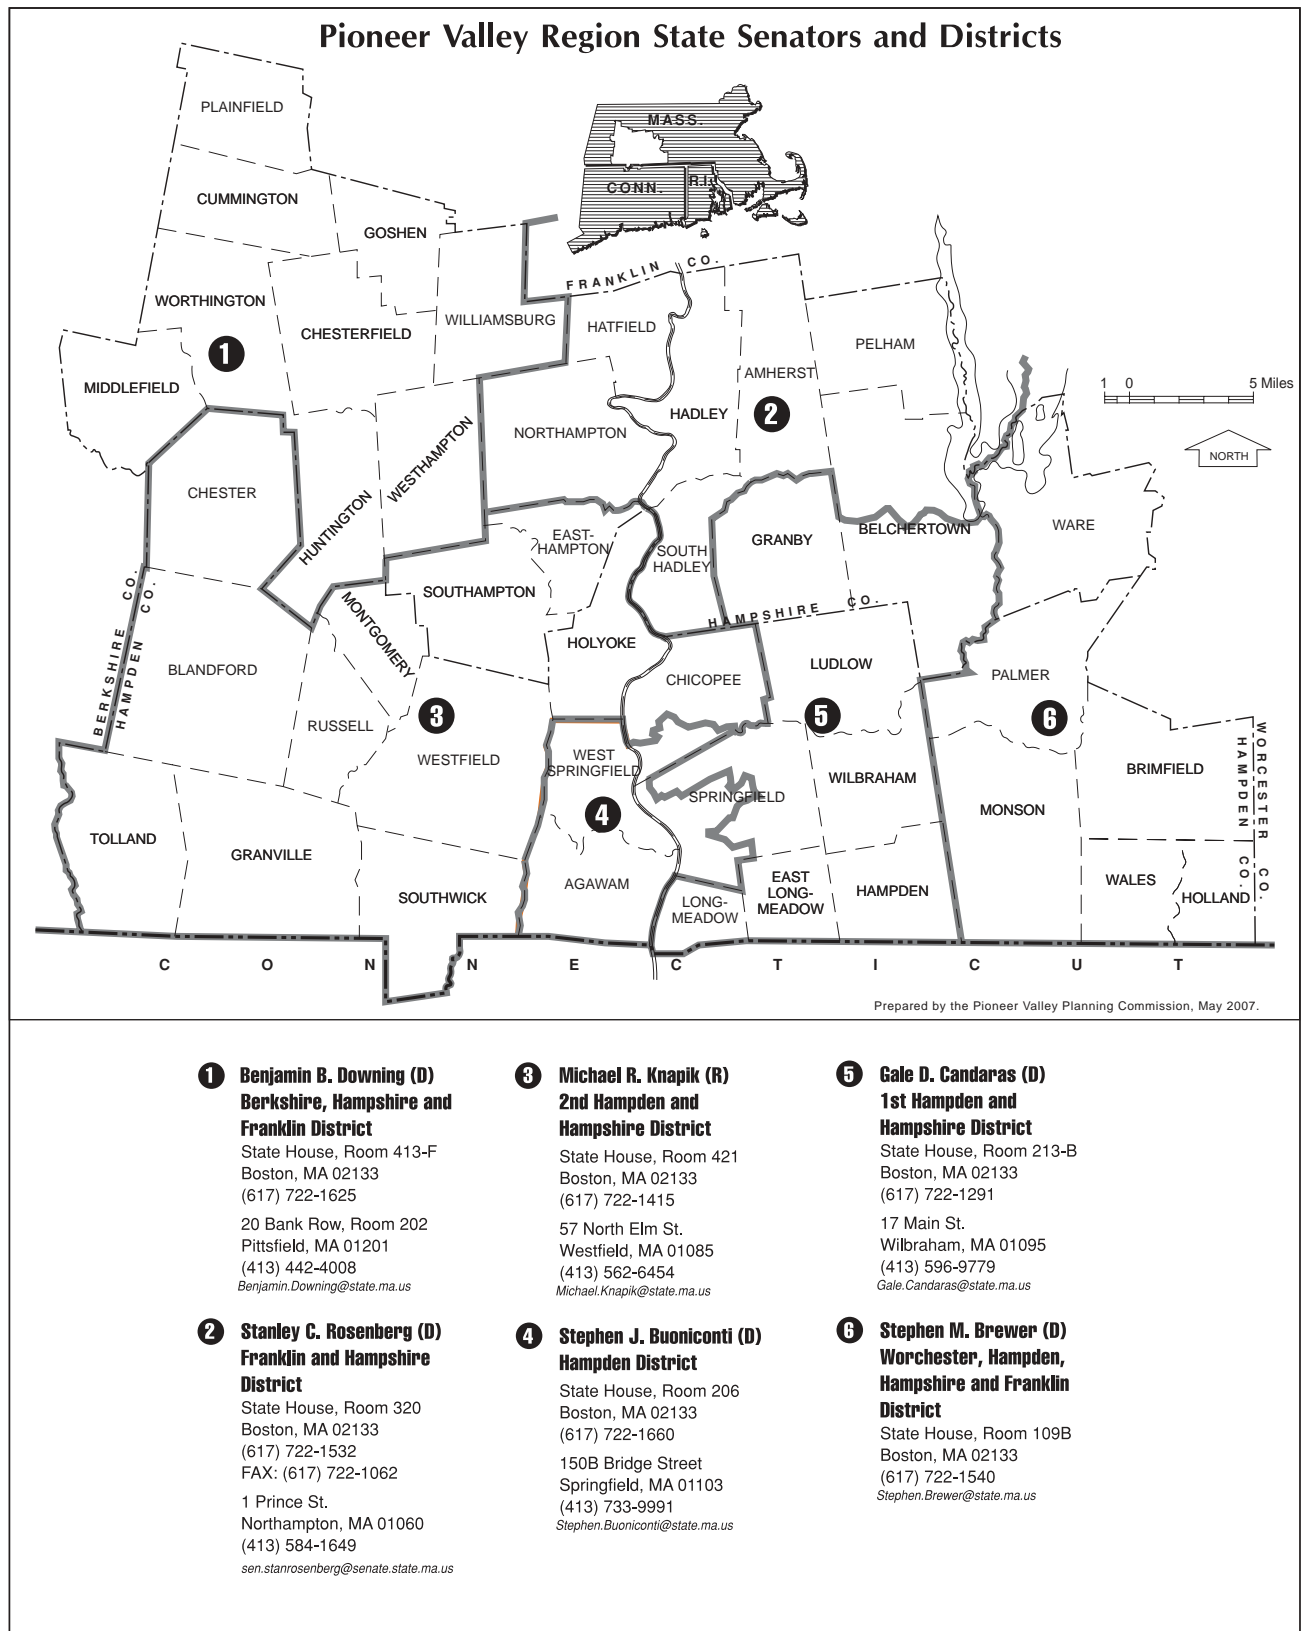 Pioneer Valley Region State Senators and Districts
PLAINFIELD
MASS.
CUMMINGTON
CONN.
R.I.
GOSHEN
FRANKLIN CO.
WORTHINGTON
WILLIAMSBURG
HATFIELD
CHESTERFIELD
PELHAM
1
MIDDLEFIELD
AMHERST
1 0 5 Miles
HADLEY
2
NORTHAMPTON
NORTH
WESTHAMPTON
CHESTER
HUNTINGTON
EAST-
HAMPTON
SOUTH
HADLEY
GRANBY
BELCHERTOWN
WARE
BERKSHIRE CO.
HAMPDEN CO.
MONTGOMERY
SOUTHAMPTON
HAMPSHIRE CO.
HOLYOKE
BLANDFORD
CHICOPEE
LUDLOW
PALMER
RUSSELL
3
5
6
WESTFIELD
WEST
SPRINGFIELD
SPRINGFIELD
WILBRAHAM
BRIMFIELD
HAMPDEN CO.
WORCESTER CO.
4
MONSON
TOLLAND
GRANVILLE
SOUTHWICK
AGAWAM
LONG-
MEADOW
EAST
LONG-
MEADOW
HAMPDEN
WALES
HOLLAND
CONNECTICUT
Prepared by the Pioneer Valley Planning Commission, May 2007.
1 Benjamin B. Downing (D)
Berkshire, Hampshire and
Franklin District
State House, Room 413-F
Boston, MA 02133
(617) 722-1625
20 Bank Row, Room 202
Pittsfield, MA 01201
(413) 442-4008
Benjamin.Downing@state.ma.us
2 Stanley C. Rosenberg (D)
Franklin and Hampshire
District
State House, Room 320
Boston, MA 02133
(617) 722-1532
FAX: (617) 722-1062
1 Prince St.
Northampton, MA 01060
(413) 584-1649
sen.stanrosenberg@senate.state.ma.us
3 Michael R. Knapik (R)
2nd Hampden and
Hampshire District
State House, Room 421
Boston, MA 02133
(617) 722-1415
57 North Elm St.
Westfield, MA 01085
(413) 562-6454
Michael.Knapik@state.ma.us
4 Stephen J. Buoniconti (D)
Hampden District
State House, Room 206
Boston, MA 02133
(617) 722-1660
150B Bridge Street
Springfield, MA 01103
(413) 733-9991
Stephen.Buoniconti@state.ma.us
5 Gale D. Candaras (D)
1st Hampden and
Hampshire District
State House, Room 213-B
Boston, MA 02133
(617) 722-1291
17 Main St.
Wilbraham, MA 01095
(413) 596-9779
Gale.Candaras@state.ma.us
6 Stephen M. Brewer (D)
Worchester, Hampden,
Hampshire and Franklin
District
State House, Room 109B
Boston, MA 02133
(617) 722-1540
Stephen.Brewer@state.ma.us